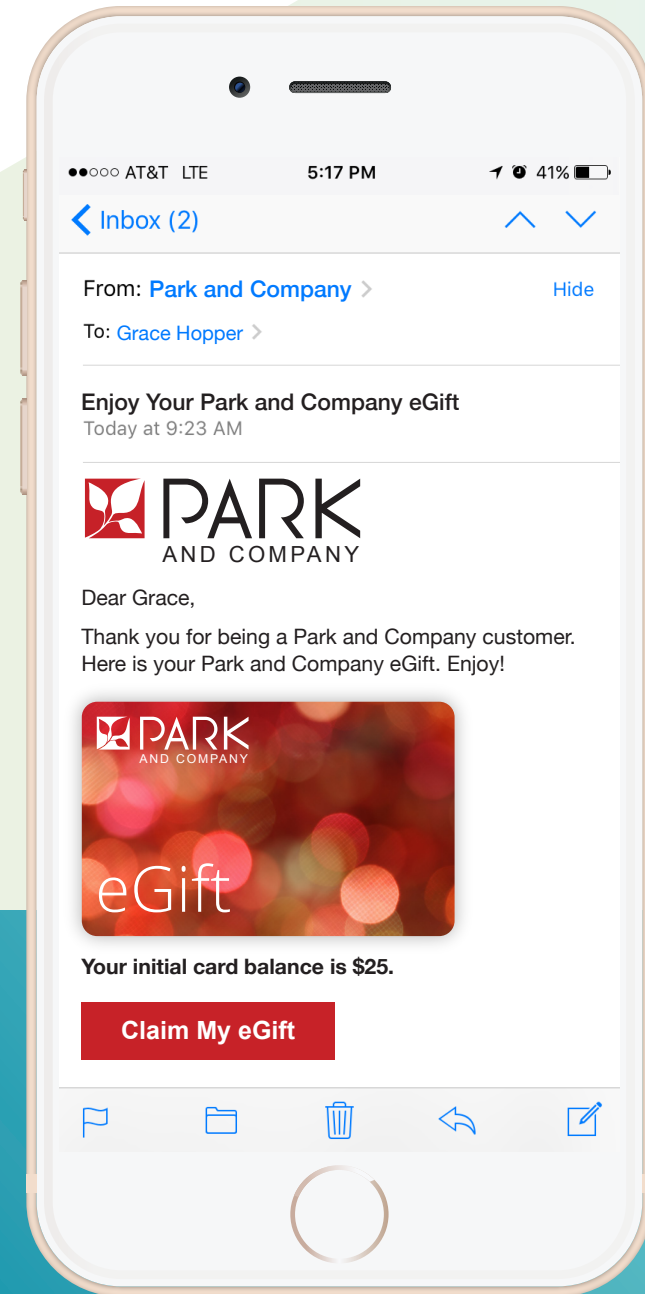 ●●○○○ AT&T LTE 5:17 PM 41%
Inbox (2)
From: Park and Company Hide
To: Grace Hopper
Enjoy Your Park and Company eGift
Today at 9:23 AM
PARK
AND COMPANY
Dear Grace,
Thank you for being a Park and Company customer.
Here is your Park and Company eGift. Enjoy!
PARK
AND COMPANY
eGift
Your initial card balance is $25.
Claim My eGift